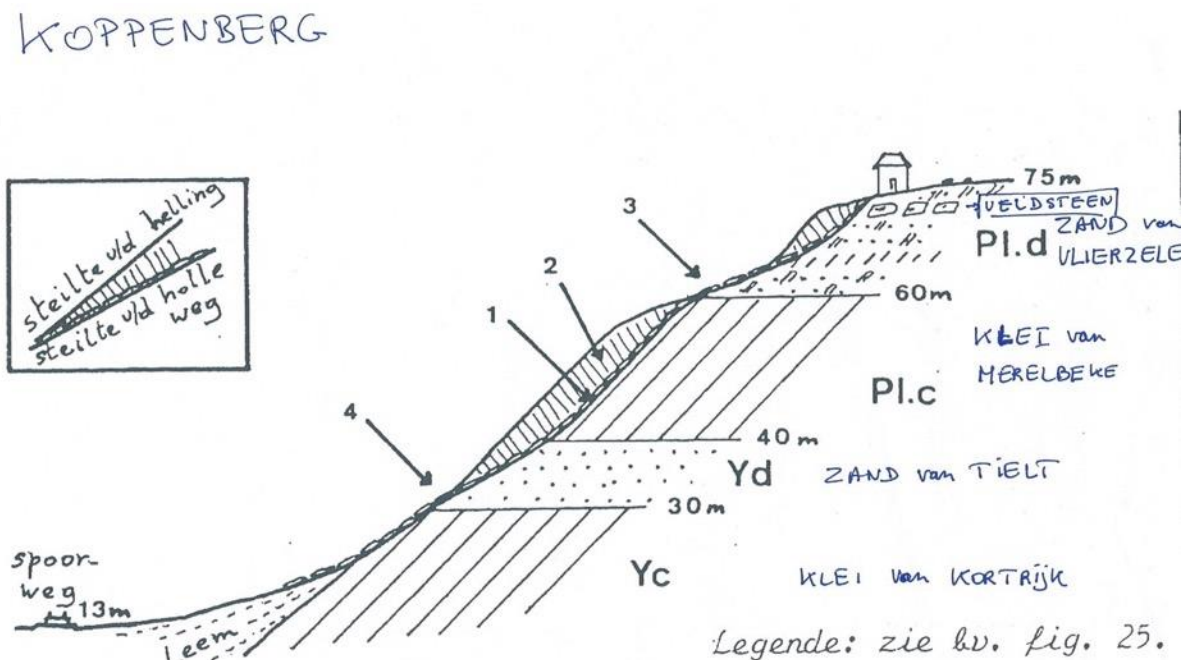 KOPPENBERG
steilte v/d helling
steilte v/d holle
weg
3
2
1
4
75m
VELDSTEEN
Pl.d
ZAND van
VLIERZELE
60m
KLEI van
MERELBEKE
Pl.c
40m
Yd
ZAND van TIELT
30m
Yc
KLEI van KORTRIJK
spoor-
weg
13m
Leem
Legende: zie bv. fig. 25.